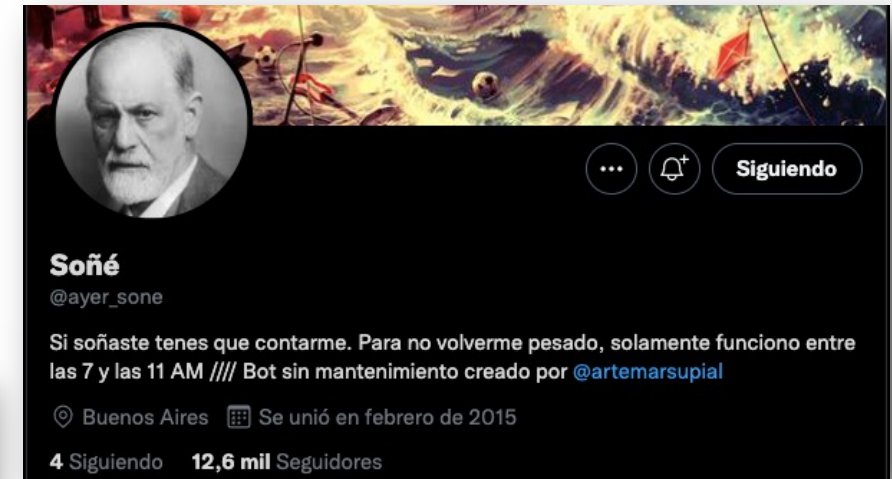 Siguiendo
Soñé
@ayer_sone
Si soñaste tenes que contarme. Para no volverme pesado, solamente funciono entre
las 7 y las 11 AM //// Bot sin mantenimiento creado por @artemarsupial
Buenos Aires Se unió en febrero de 2015
4 Siguiendo 12,6 mil Seguidores